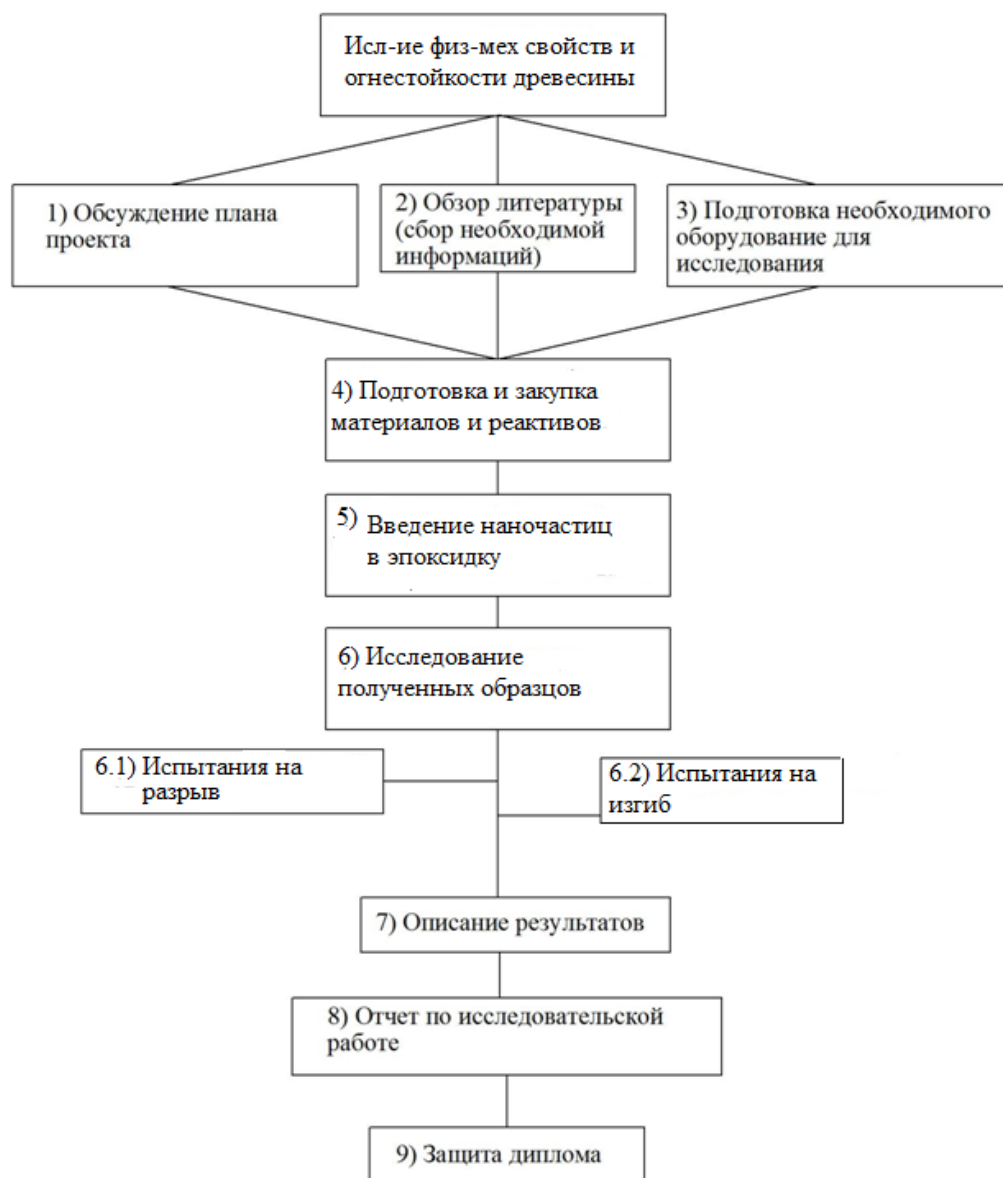 Исл-ие физ-мех свойств и
огнестойкости древесины
1) Обсуждение плана
проекта
2) Обзор литературы
(сбор необходимой
информаций)
3) Подготовка необходимого
оборудование для
исследования
4) Подготовка и закупка
материалов и реактивов
5) Введение наночастиц
в эпоксидку
6) Исследование
полученных образцов
6.1) Испытания на
разрыв
6.2) Испытания на
изгиб
7) Описание результатов
8) Отчет по исследовательской
работе
9) Защита диплома